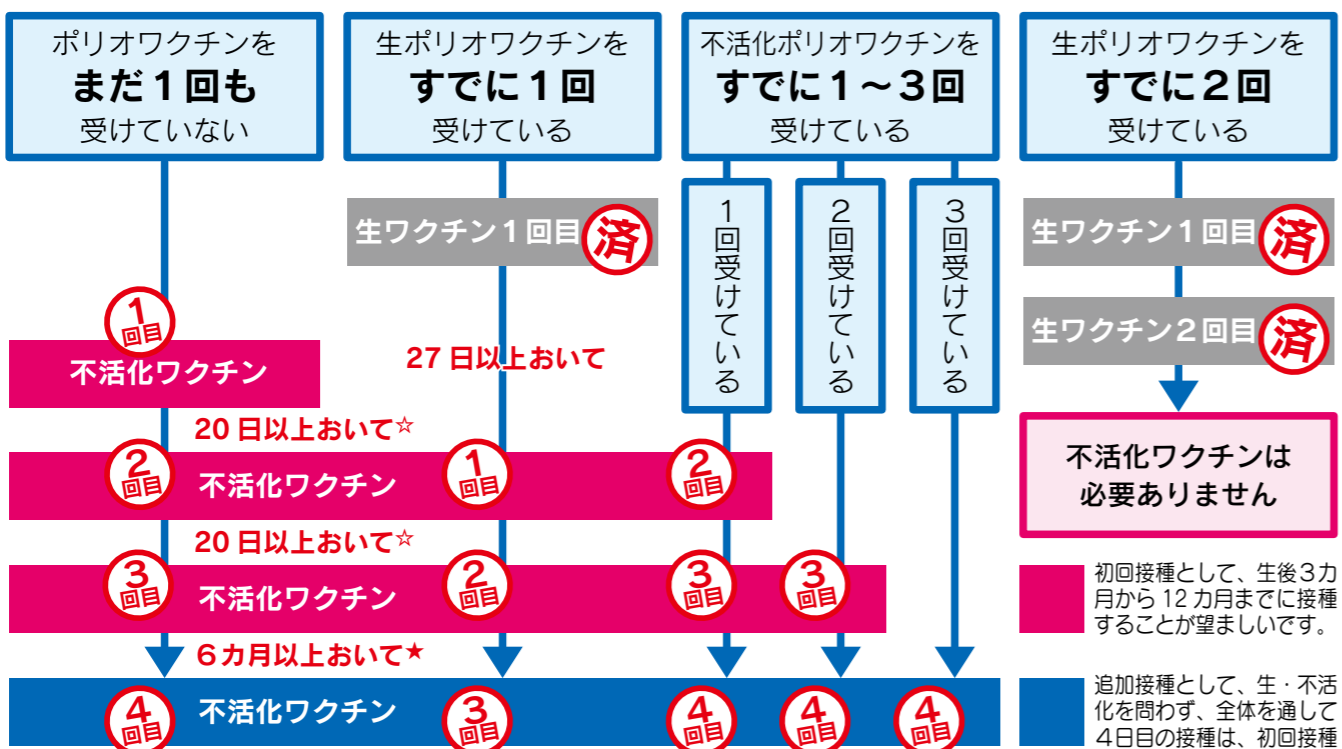 ポリオワクチンを
まだ1回も
受けていない
生ポリオワクチンを
すでに1回
受けている
不活化ポリオワクチンを
すでに1～3回
受けている
生ポリオワクチンを
すでに2回
受けている
1回受けている
2回受けている
3回受けている
生ワクチン1回目
済
生ワクチン1回目
済
生ワクチン2回目
済
1回目
不活化ワクチン
27日以上おいて
20日以上おいて☆
2回目
不活化ワクチン
1回目
2回目
20日以上おいて☆
3回目
不活化ワクチン
2回目
3回目
3回目
6カ月以上おいて★
4回目
不活化ワクチン
3回目
4回目
4回目
4回目
不活化ワクチンは
必要ありません
初回接種として、生後3カ
月から12カ月までに接種
することが望ましいです。
追加接種として、生・不活
化を問わず、全体を通して
4日目の接種は、初回接種